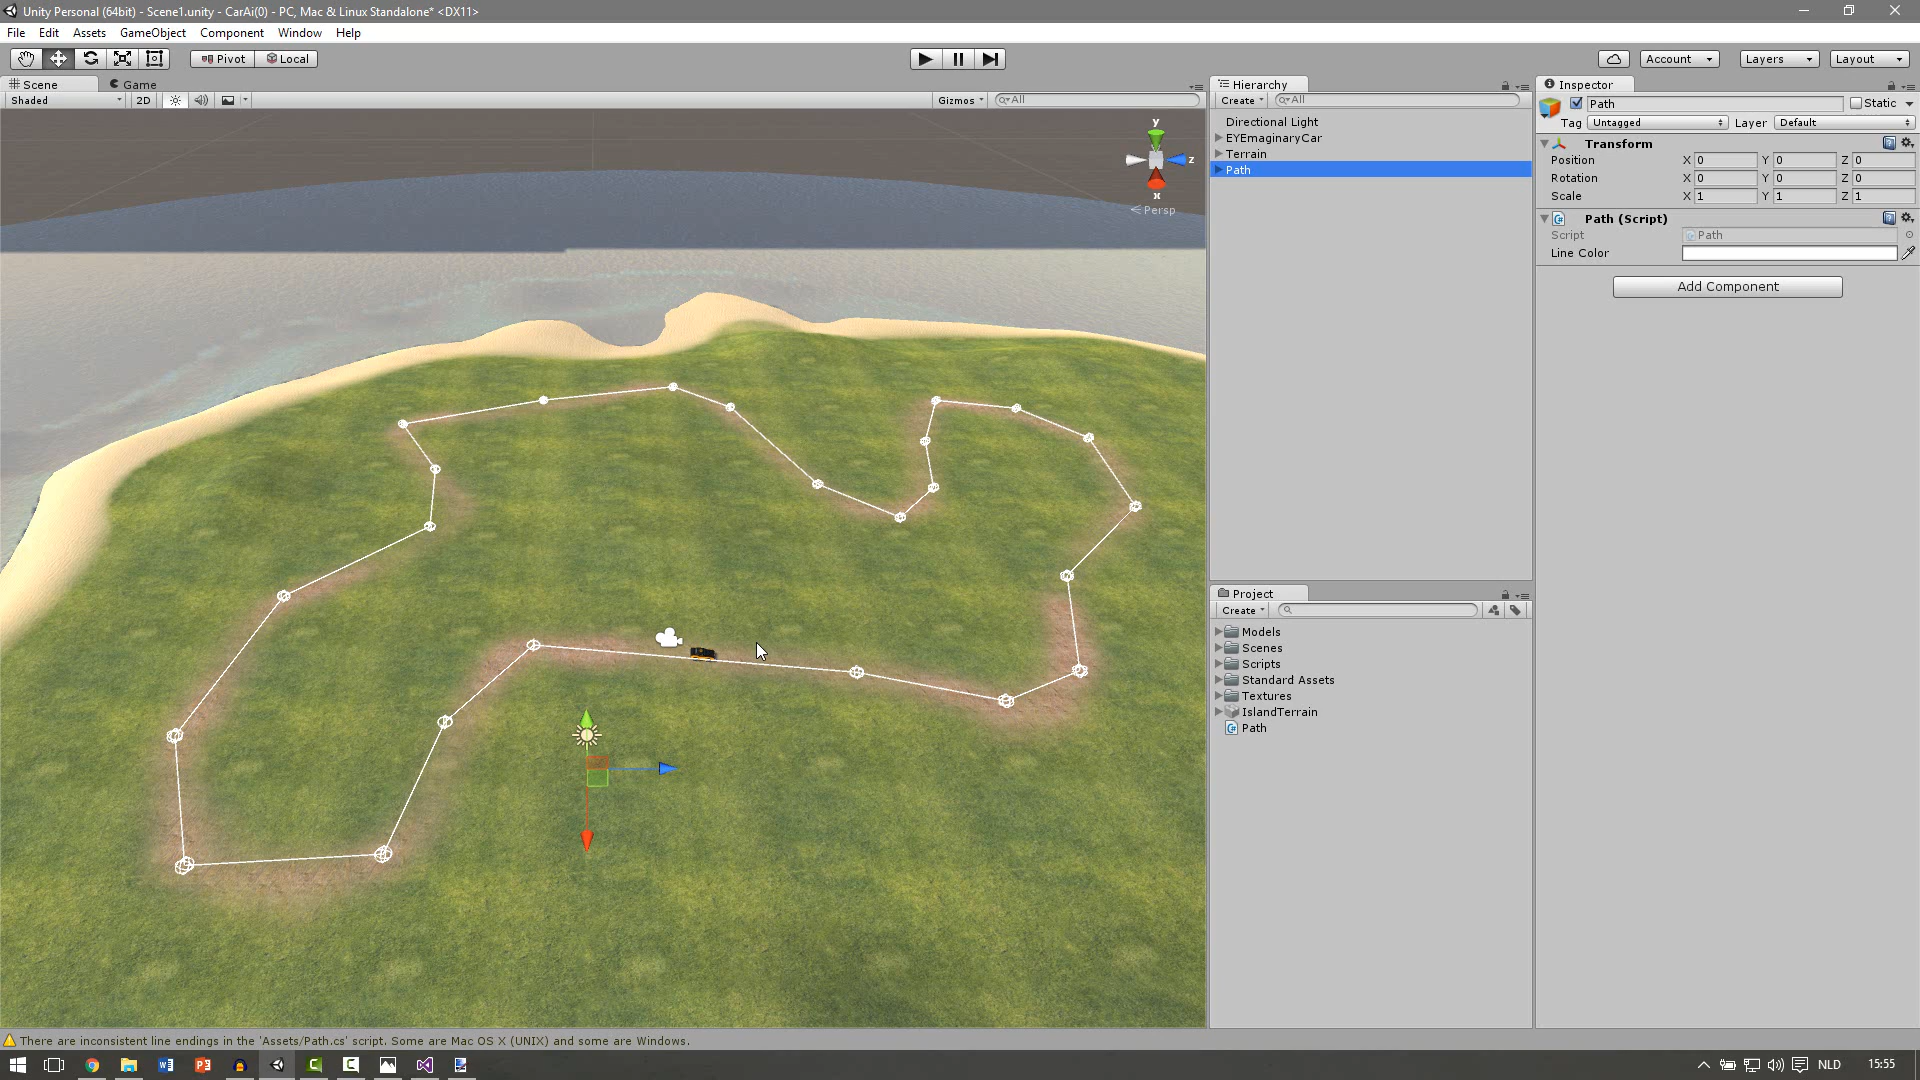 Unity Personal (64bit) - Scene1.unity - CarAi(0) - PC, Mac & Linux Standalone* <DX11>
File Edit Assets GameObject Component Window Help
Pivot Local Account Layers Layout
Scene Game
Shaded 2D Gizmos All
y
z
x
Persp
Hierarchy
Create All
Directional Light
EYEmaginaryCar
Terrain
Path
Project
Create
Models
Scenes
Scripts
Standard Assets
Textures
IslandTerrain
Path
Inspector
Path Static
Tag Untagged Layer Default
Transform
Position X 0 Y 0 Z 0
Rotation X 0 Y 0 Z 0
Scale X 1 Y 1 Z 1
Path (Script)
Script Path
Line Color
Add Component
There are inconsistent line endings in the 'Assets/Path.cs' script. Some are Mac OS X (UNIX) and some are Windows.
NLD 15:55